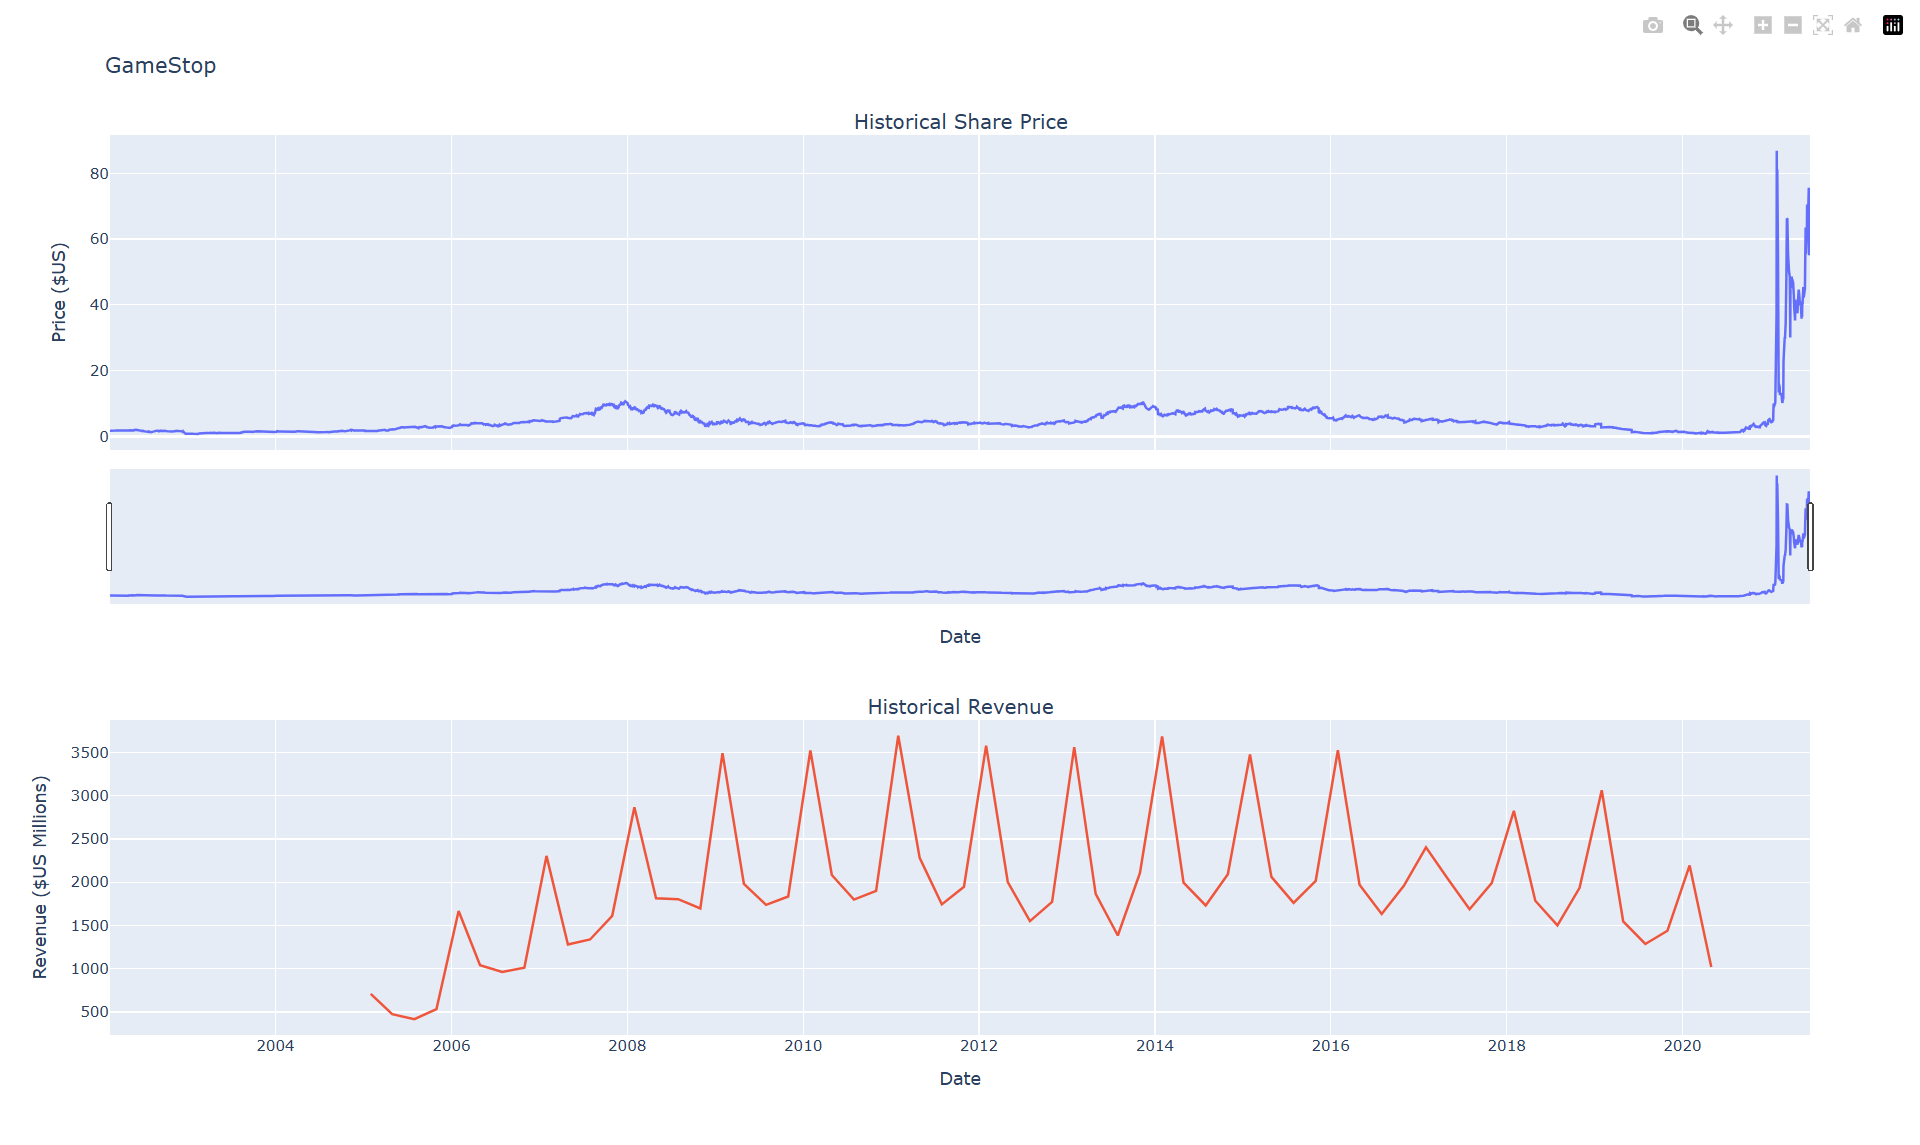 GameStop
Historical Share Price
80
60
40
20
0
Price ($US)
Date
Historical Revenue
3500
3000
2500
2000
1500
1000
500
Revenue ($US Millions)
2004 2006 2008 2010 2012 2014 2016 2018 2020
Date